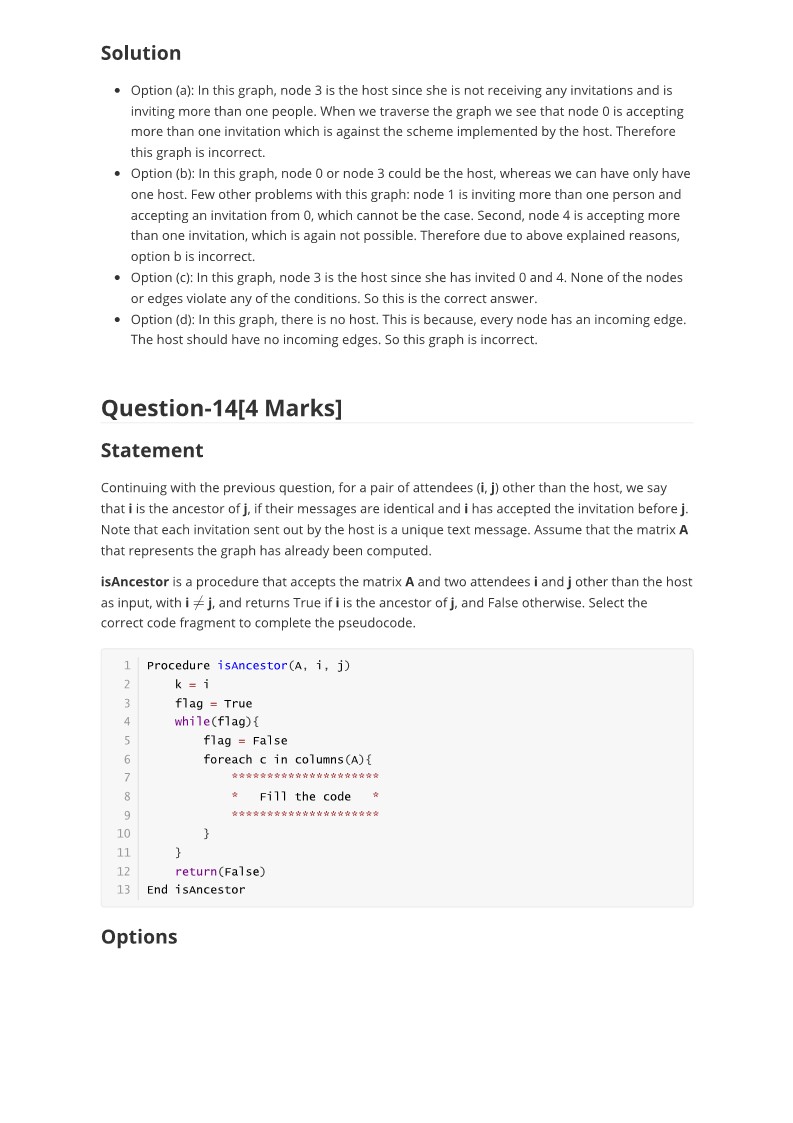 Solution
• Option (a): In this graph, node 3 is the host since she is not receiving any invitations and is
inviting more than one people. When we traverse the graph we see that node 0 is accepting
more than one invitation which is against the scheme implemented by the host. Therefore
this graph is incorrect.
• Option (b): In this graph, node 0 or node 3 could be the host, whereas we can have only have
one host. Few other problems with this graph: node 1 is inviting more than one person and
accepting an invitation from 0, which cannot be the case. Second, node 4 is accepting more
than one invitation, which is again not possible. Therefore due to above explained reasons,
option b is incorrect.
• Option (c): In this graph, node 3 is the host since she has invited 0 and 4. None of the nodes
or edges violate any of the conditions. So this is the correct answer.
• Option (d): In this graph, there is no host. This is because, every node has an incoming edge.
The host should have no incoming edges. So this graph is incorrect.
Question-14[4 Marks]
Statement
Continuing with the previous question, for a pair of attendees (i, j) other than the host, we say
that i is the ancestor of j, if their messages are identical and i has accepted the invitation before j.
Note that each invitation sent out by the host is a unique text message. Assume that the matrix A
that represents the graph has already been computed.
isAncestor is a procedure that accepts the matrix A and two attendees i and j other than the host
as input, with i ≠ j, and returns True if i is the ancestor of j, and False otherwise. Select the
correct code fragment to complete the pseudocode.
1 Procedure isAncestor(A, i, j)
2     k = i
3     flag = True
4     while(flag){
5         flag = False
6         foreach c in columns(A){
7             *********************
8             *   Fill the code   *
9             *********************
10         }
11     }
12     return(False)
13 End isAncestor
Options